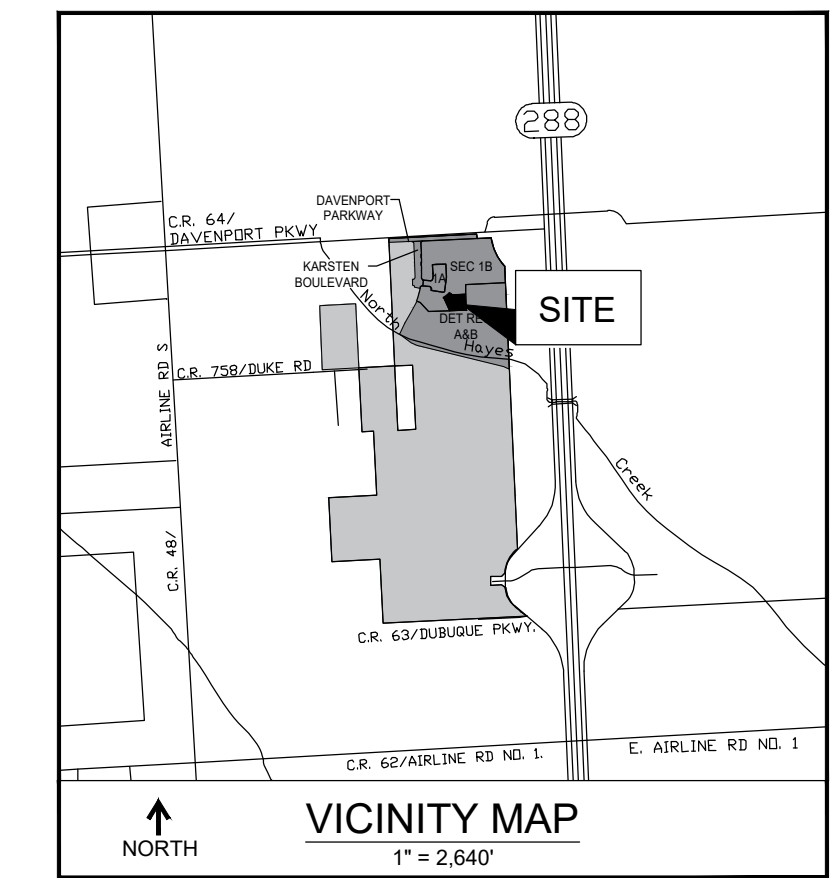 288
DAVENPORT
PARKWAY
C.R. 64/
DAVENPORT PKWY
KARSTEN
BOULEVARD
1A
SEC 1B
SITE
North
DET RE
A&B
Hayes
AIRLINE RD S
C.R. 758/DUKE RD
Creek
C.R. 48/
C.R. 63/DUBUQUE PKWY.
C.R. 62/AIRLINE RD NO. 1.
E. AIRLINE RD NO. 1
NORTH
VICINITY MAP
1" = 2,640'